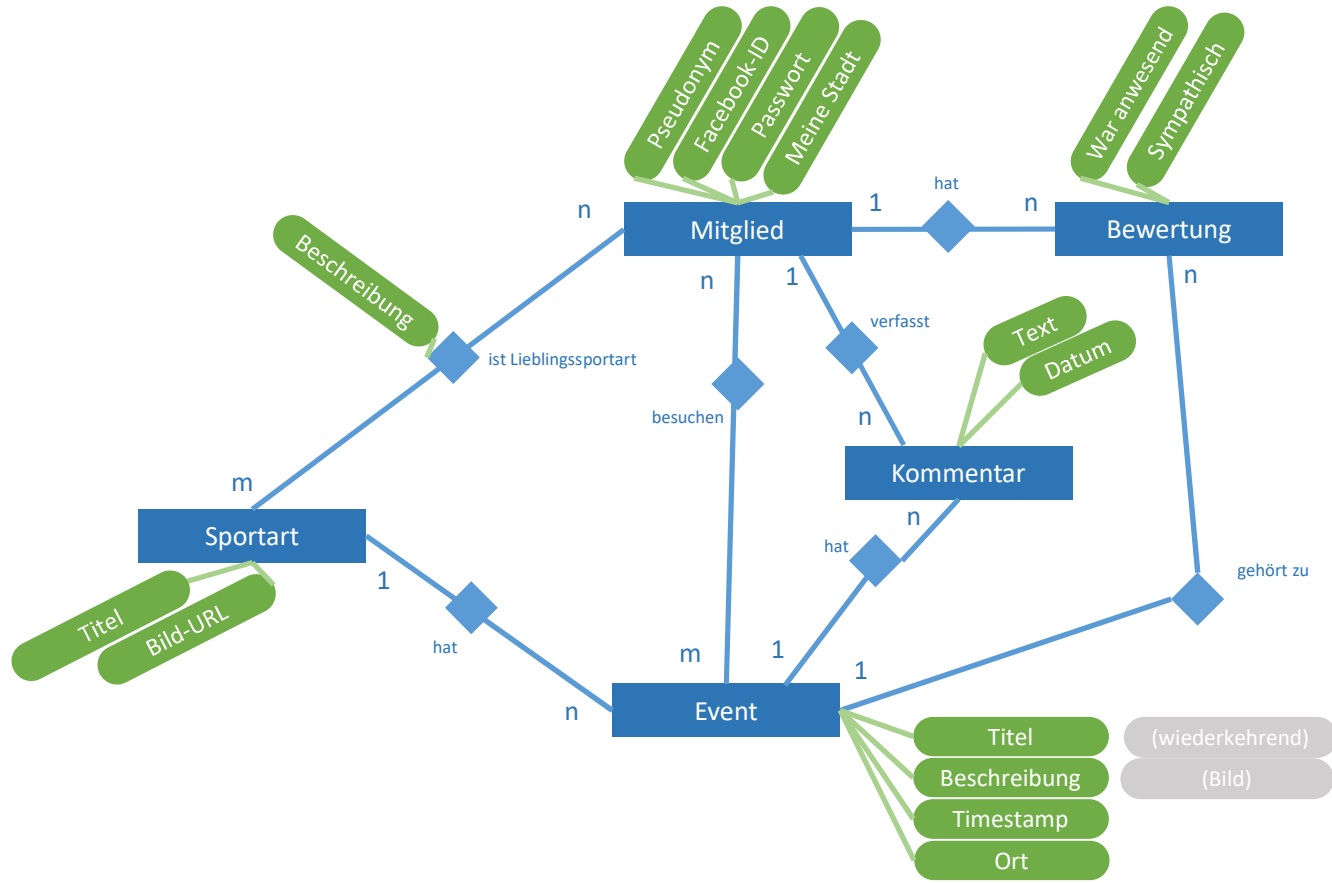 Pseudonym
Facebook-ID
Passwort
Meine Stadt
War anwesend
Sympathisch
hat
n
1
n
Mitglied
Bewertung
Beschreibung
n
1
n
verfasst
Text
Datum
ist Lieblingssportart
besuchen
n
Kommentar
m
n
Sportart
hat
1
gehört zu
Titel
Bild-URL
hat
m
1
1
n
Event
Titel
(wiederkehrend)
Beschreibung
(Bild)
Timestamp
Ort